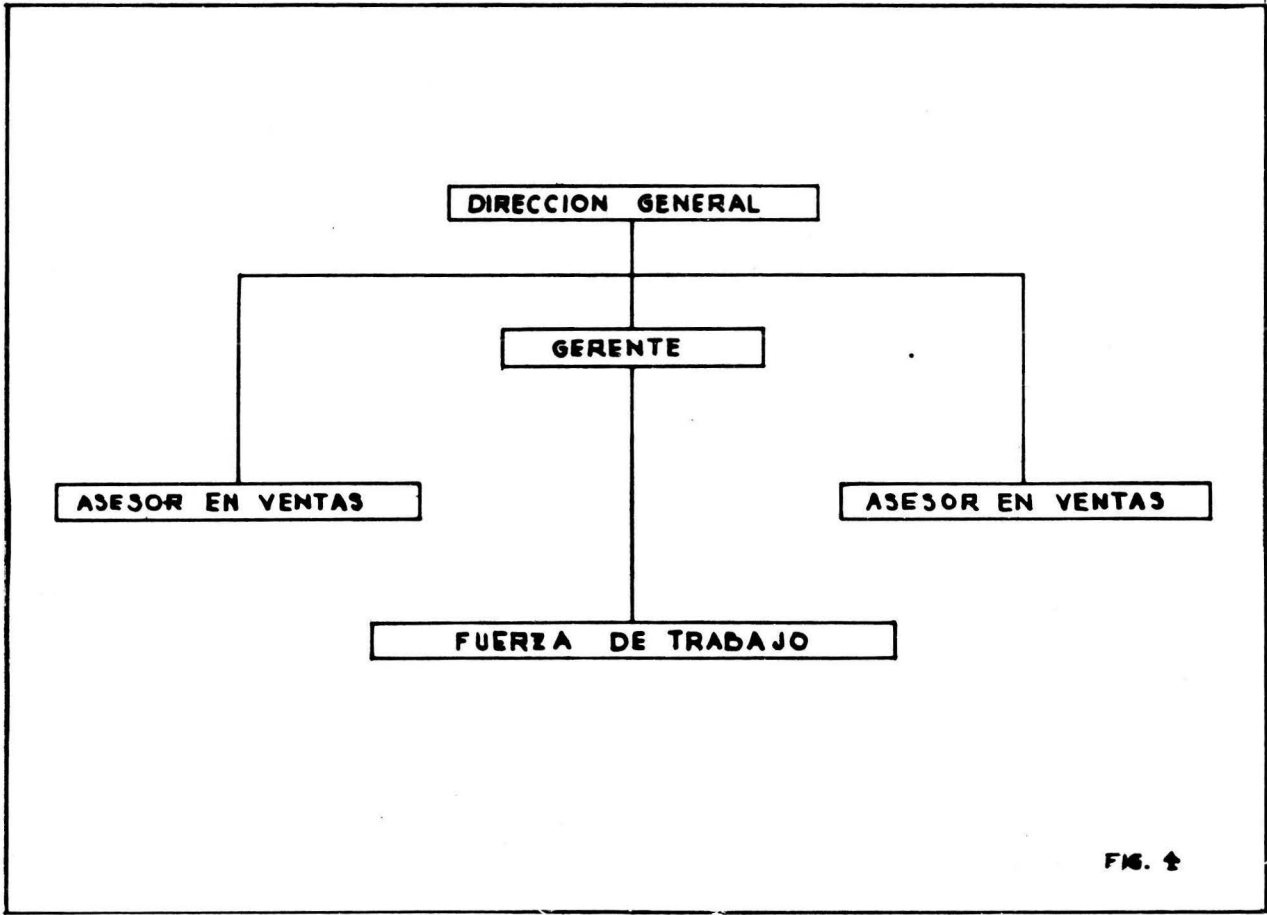 DIRECCION GENERAL
GERENTE
ASESOR EN VENTAS
ASESOR EN VENTAS
FUERZA DE TRABAJO
FIG.